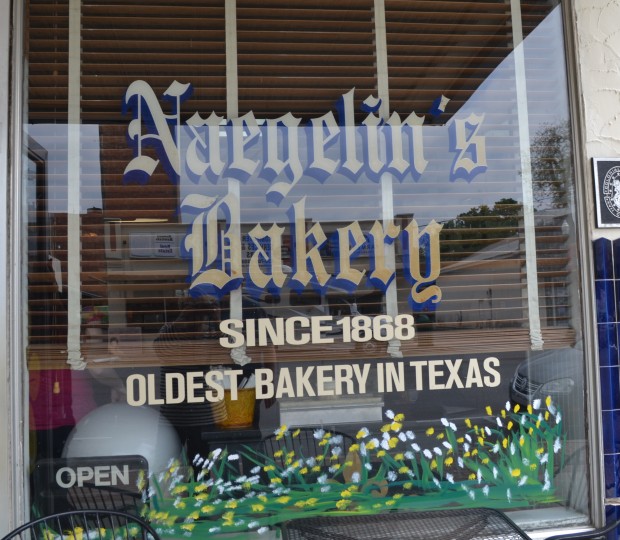 Naegelin's
Bakery
SINCE 1868
OLDEST BAKERY IN TEXAS
OPEN